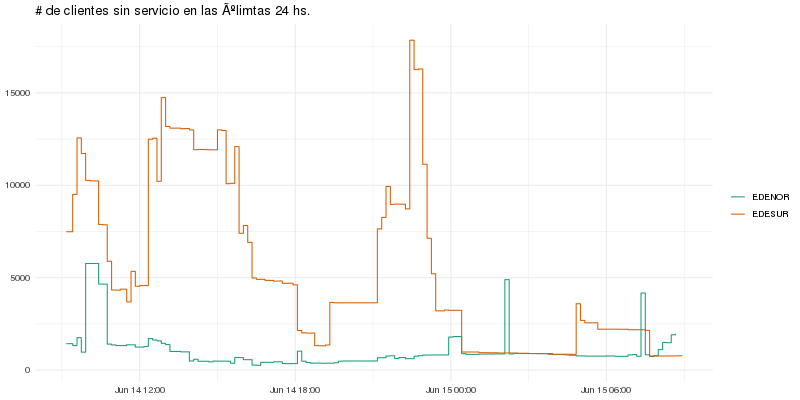 # de clientes sin servicio en las Ãºlimtas 24 hs.
15000
10000
5000
0
Jun 14 12:00
Jun 14 18:00
Jun 15 00:00
Jun 15 06:00
EDENOR
EDESUR